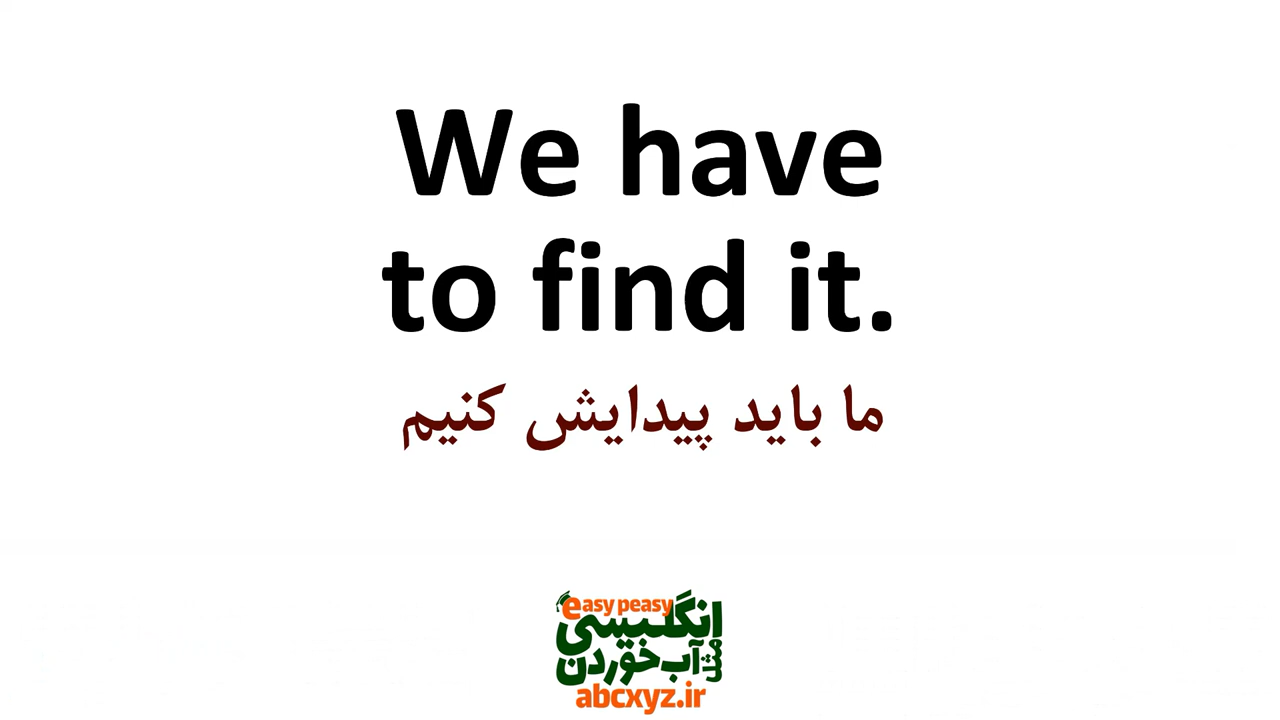 We have
to find it.
ما باید پیدایش کنیم
easy peasy
انگلیسی
مثل آب خوردن
abcxyz.ir